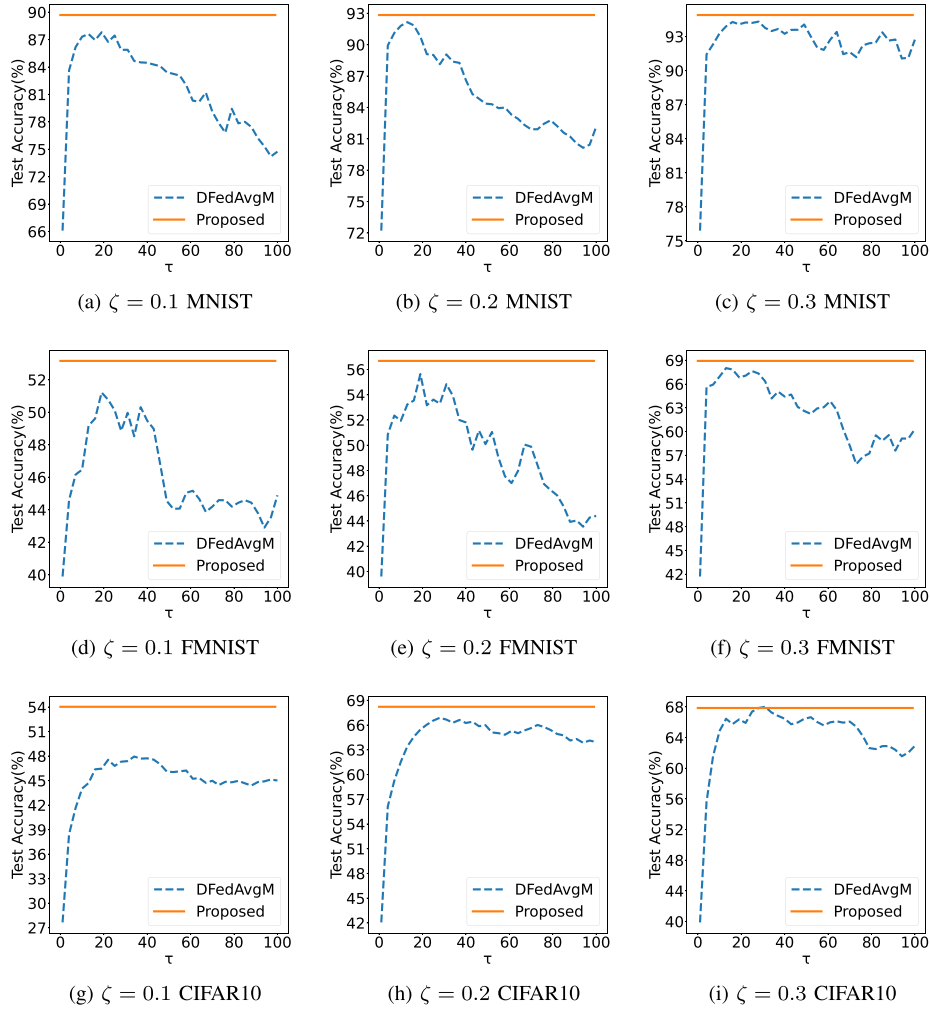 90
87
84
81
78
75
72
69
66
Test Accuracy(%)
0 20 40 60 80 100
τ
DFedAvgM
Proposed
(a) ζ = 0.1 MNIST
93
90
87
84
81
78
75
72
Test Accuracy(%)
0 20 40 60 80 100
τ
DFedAvgM
Proposed
(b) ζ = 0.2 MNIST
93
90
87
84
81
78
75
Test Accuracy(%)
0 20 40 60 80 100
τ
DFedAvgM
Proposed
(c) ζ = 0.3 MNIST
52
50
48
46
44
42
40
Test Accuracy(%)
0 20 40 60 80 100
τ
DFedAvgM
Proposed
(d) ζ = 0.1 FMNIST
56
54
52
50
48
46
44
42
40
Test Accuracy(%)
0 20 40 60 80 100
τ
DFedAvgM
Proposed
(e) ζ = 0.2 FMNIST
69
66
63
60
57
54
51
48
45
42
Test Accuracy(%)
0 20 40 60 80 100
τ
DFedAvgM
Proposed
(f) ζ = 0.3 FMNIST
54
51
48
45
42
39
36
33
30
27
Test Accuracy(%)
0 20 40 60 80 100
τ
DFedAvgM
Proposed
(g) ζ = 0.1 CIFAR10
69
66
63
60
57
54
51
48
45
42
Test Accuracy(%)
0 20 40 60 80 100
τ
DFedAvgM
Proposed
(h) ζ = 0.2 CIFAR10
68
64
60
56
52
48
44
40
Test Accuracy(%)
0 20 40 60 80 100
τ
DFedAvgM
Proposed
(i) ζ = 0.3 CIFAR10